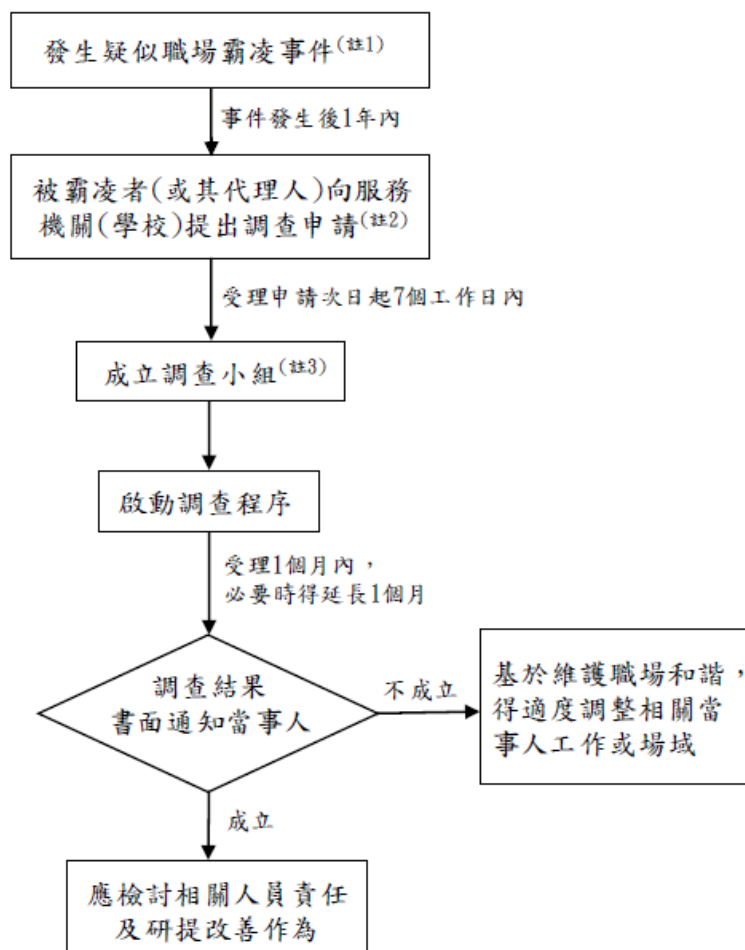 發生疑似職場霸凌事件(註1)
事件發生後1年內
被霸凌者(或其代理人)向服務
機關(學校)提出調查申請(註2)
受理申請次日起7個工作日內
成立調查小組(註3)
啟動調查程序
受理1個月內，
必要時得延長1個月
調查結果
書面通知當事人
不成立
基於維護職場和諧，
得適度調整相關當
事人工作或場域
成立
應檢討相關人員責任
及研提改善作為